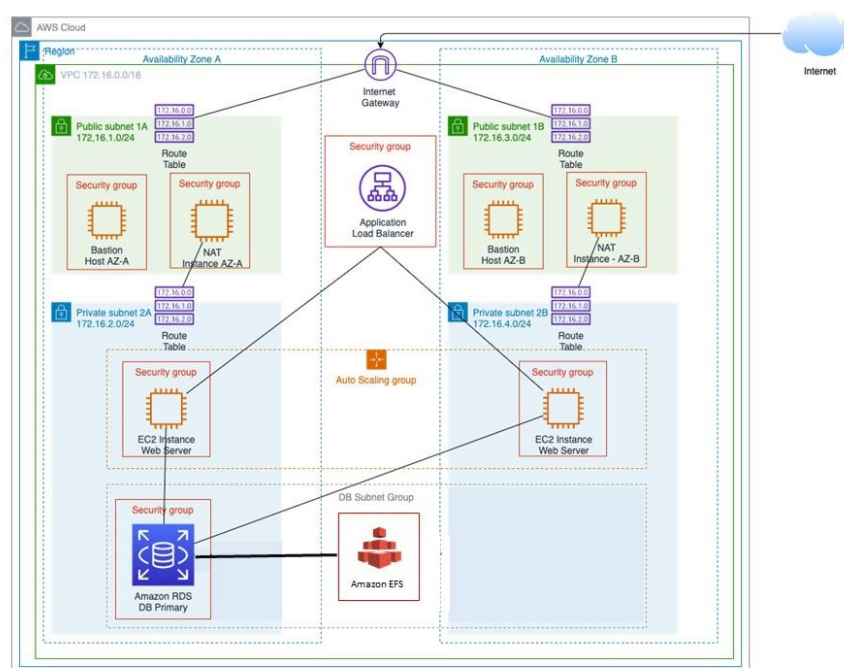 AWS Cloud
Region
Availability Zone A
Availability Zone B
Internet
VPC 172.16.0.0/16
Internet
Gateway
172.16.0.0
172.16.1.0
172.16.2.0
Route
Table
Public subnet 1A
172,16.1.0/24
Security group
Bastion
Host AZ-A
Security group
NAT
Instance AZ-A
Security group
Application
Load Balancer
172.16.0.0
172.16.1.0
172.16.2.0
Route
Table
Public subnet 1B
172.16.3.0/24
Security group
Bastion
Host AZ-B
Security group
NAT
Instance - AZ-B
172.16.0.0
172.16.1.0
172.16.2.0
Route
Table
Private subnet 2A
172.16.2.0/24
172.16.0.0
172.16.1.0
172.16.2.0
Route
Table
Private subnet 2B
172.16.4.0/24
Security group
EC2 Instance
Web Server
Auto Scaling group
Security group
EC2 Instance
Web Server
DB Subnet Group
Security group
Amazon RDS
DB Primary
Amazon EFS